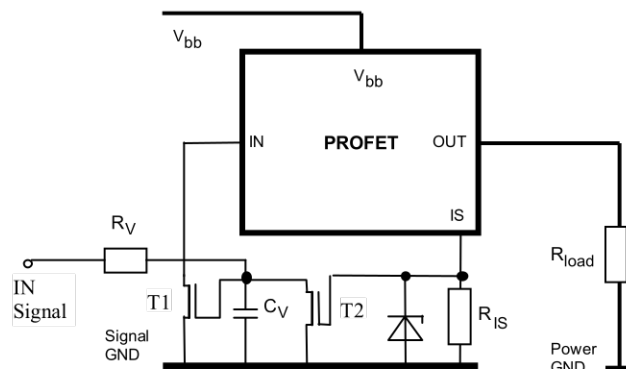 V_bb
V_bb
IN
PROFET
OUT
IS
R_V
IN
Signal
T1
C_V
T2
R_IS
R_load
Signal
GND
Power
GND